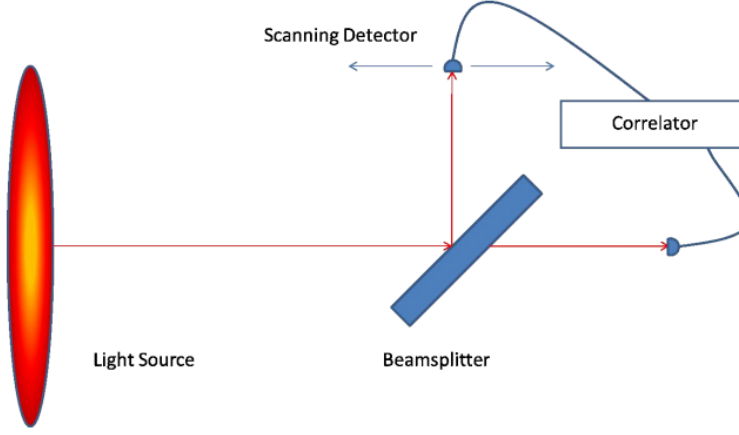 Scanning Detector
Correlator
Light Source
Beamsplitter